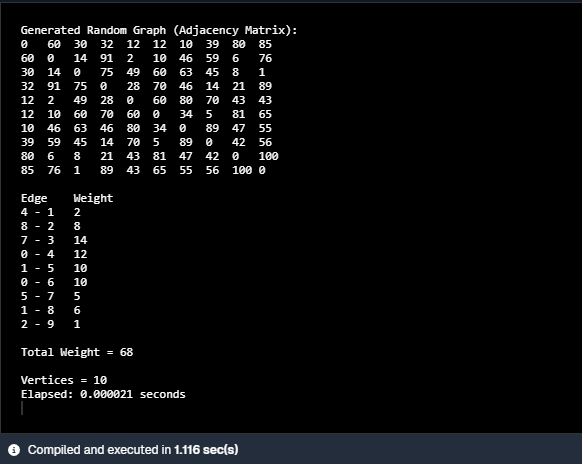 Generated Random Graph (Adjacency Matrix):
0 60 30 32 12 12 10 39 80 85
60 0 14 91 2 10 46 59 6 76
30 14 0 75 49 60 63 45 8 1
32 91 75 0 28 70 46 14 21 89
12 2 49 28 0 60 80 70 43 43
12 10 60 70 60 0 34 5 81 65
10 46 63 46 80 34 0 89 47 55
39 59 45 14 70 5 89 0 42 56
80 6 8 21 43 81 47 42 0 100
85 76 1 89 43 65 55 56 100 0
Edge Weight
4 - 1 2
8 - 2 8
7 - 3 14
0 - 4 12
1 - 5 10
0 - 6 10
5 - 7 5
1 - 8 6
2 - 9 1
Total Weight = 68
Vertices = 10
Elapsed: 0.000021 seconds
Compiled and executed in 1.116 sec(s)